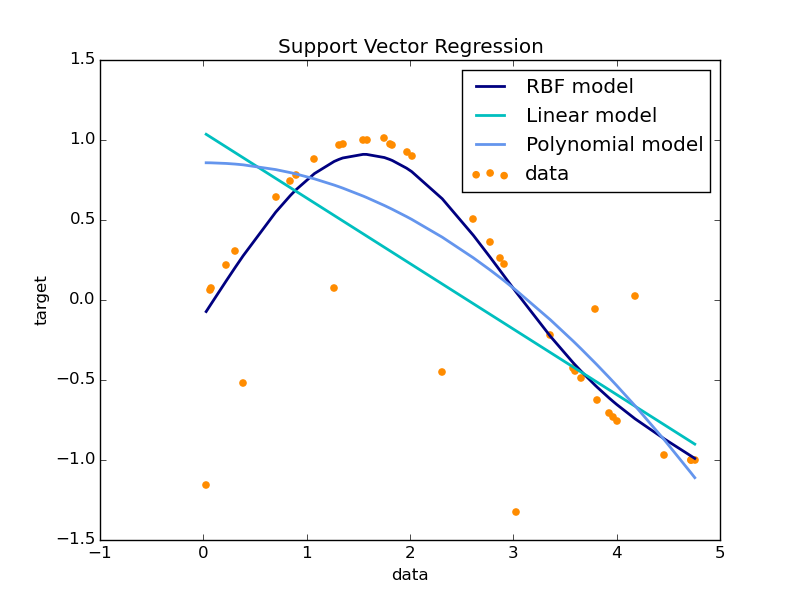 Support Vector Regression
RBF model
Linear model
Polynomial model
data
1.5
1.0
0.5
0.0
−0.5
−1.0
−1.5
target
−1
0
1
2
3
4
5
data